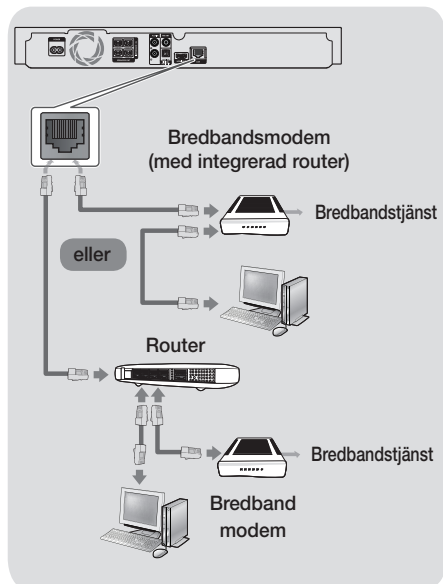 Bredbandsmodem
(med integrerad router)
Bredbandstjänst
eller
Router
Bredbandstjänst
Bredband
modem